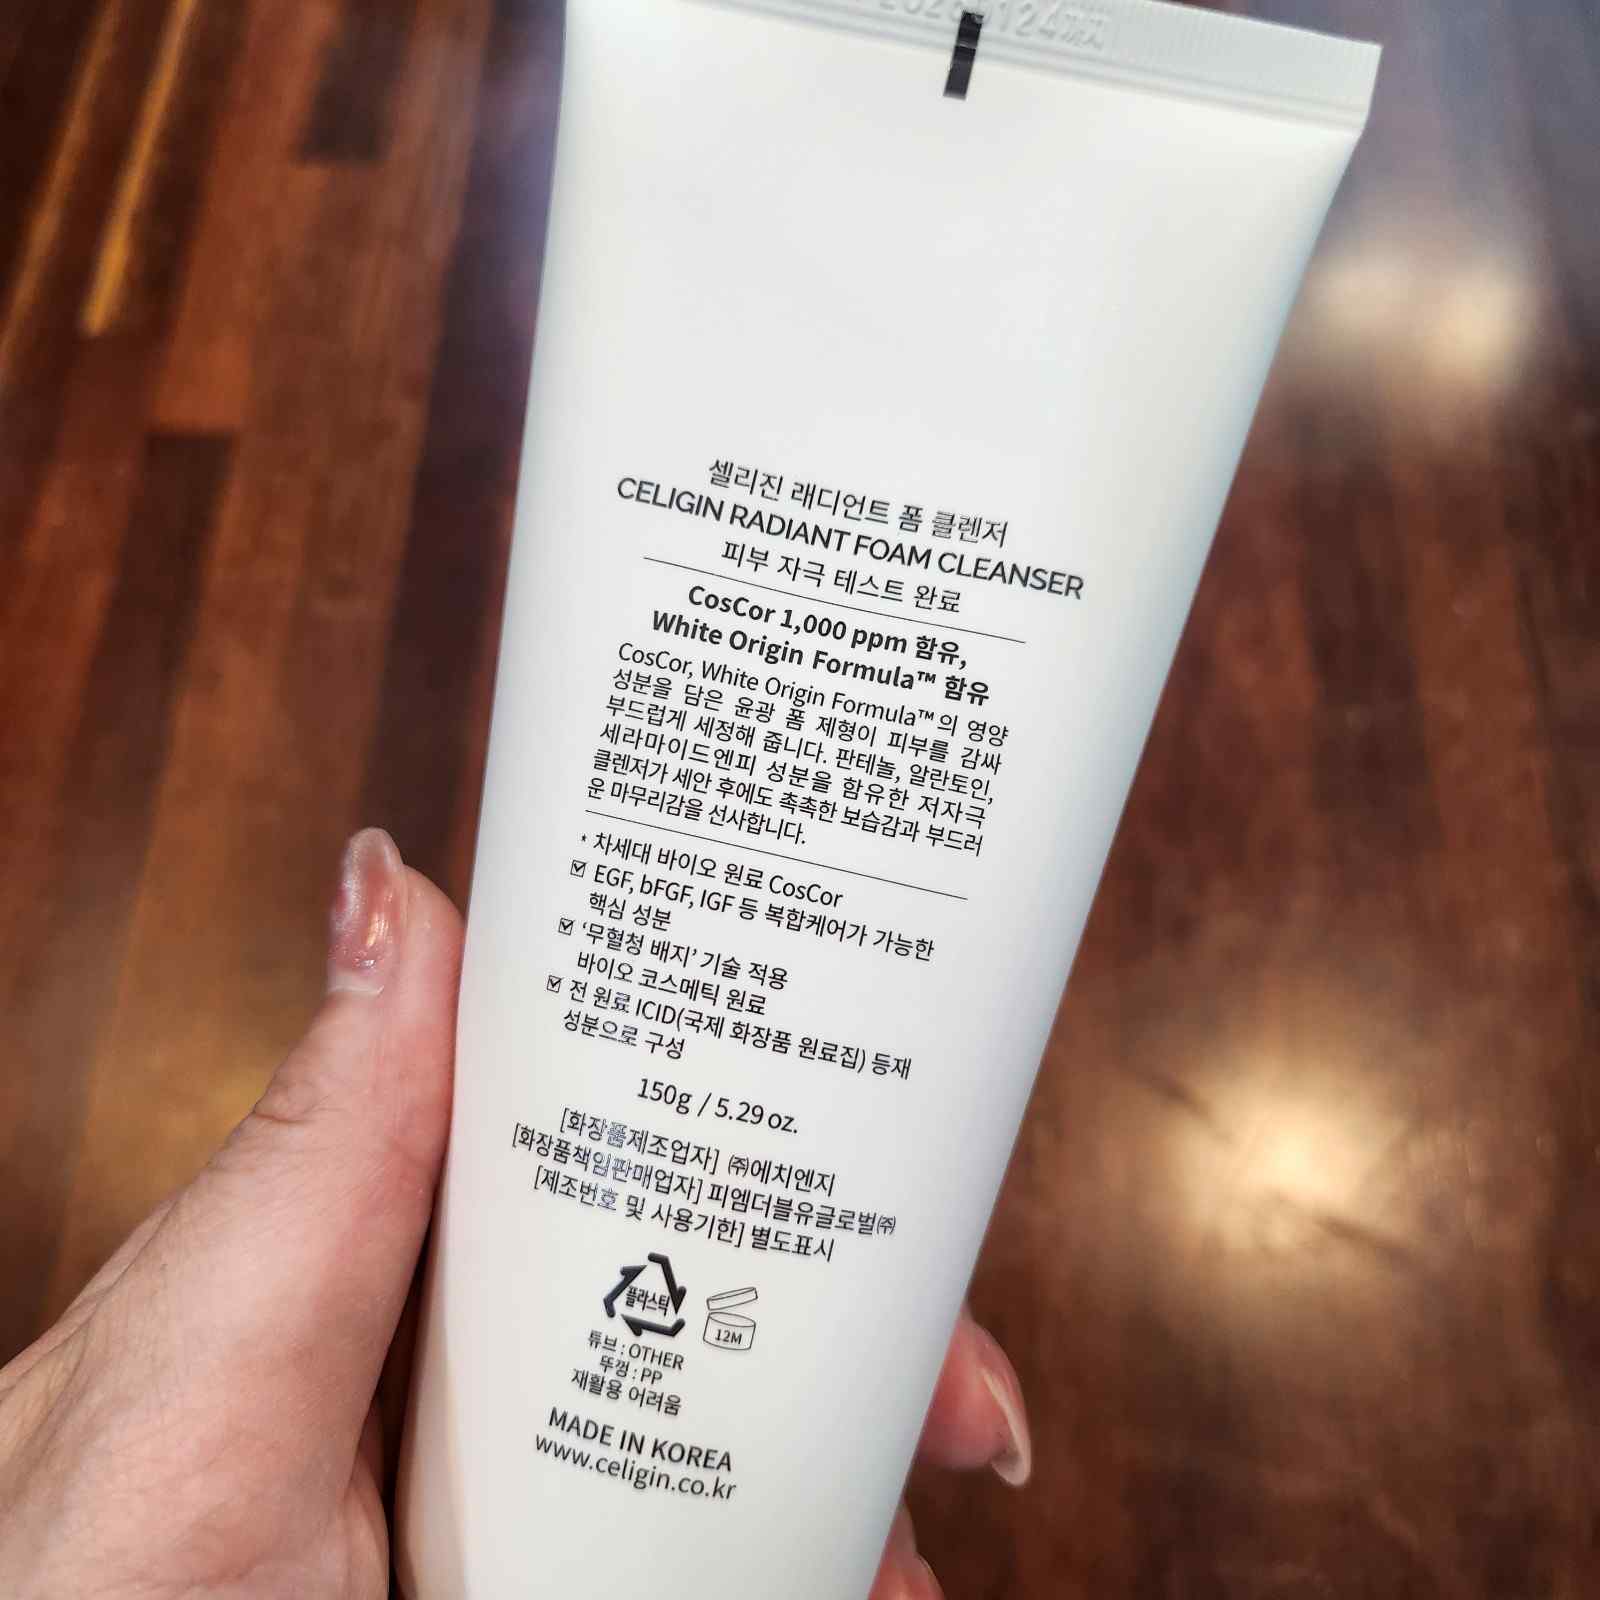 셀리진 래디언트 폼 클렌저
CELIGIN RADIANT FOAM CLEANSER
피부 자극 테스트 완료
CosCor 1,000 ppm 함유,
White Origin Formula™ 함유
CosCor, White Origin Formula™의 영양
성분을 담은 윤광 폼 제형이 피부를 감싸
부드럽게 세정해 줍니다. 판테놀, 알란토인,
세라마이드엔피 성분을 함유한 저자극
클렌저가 세안 후에도 촉촉한 보습감과 부드러
운 마무리감을 선사합니다.
* 차세대 바이오 원료 CosCor
☑ EGF, bFGF, IGF 등 복합케어가 가능한
핵심 성분
☑ ‘무혈청 배지’ 기술 적용
바이오 코스메틱 원료
☑ 전 원료 ICID(국제 화장품 원료집) 등재
성분으로 구성
150g / 5.29 oz.
[화장품제조업자] ㈜에치엔지
[화장품책임판매업자] 피엠더블유글로벌㈜
[제조번호 및 사용기한] 별도표시
플라스틱
12M
튜브 : OTHER
뚜껑 : PP
재활용 어려움
MADE IN KOREA
www.celigin.co.kr